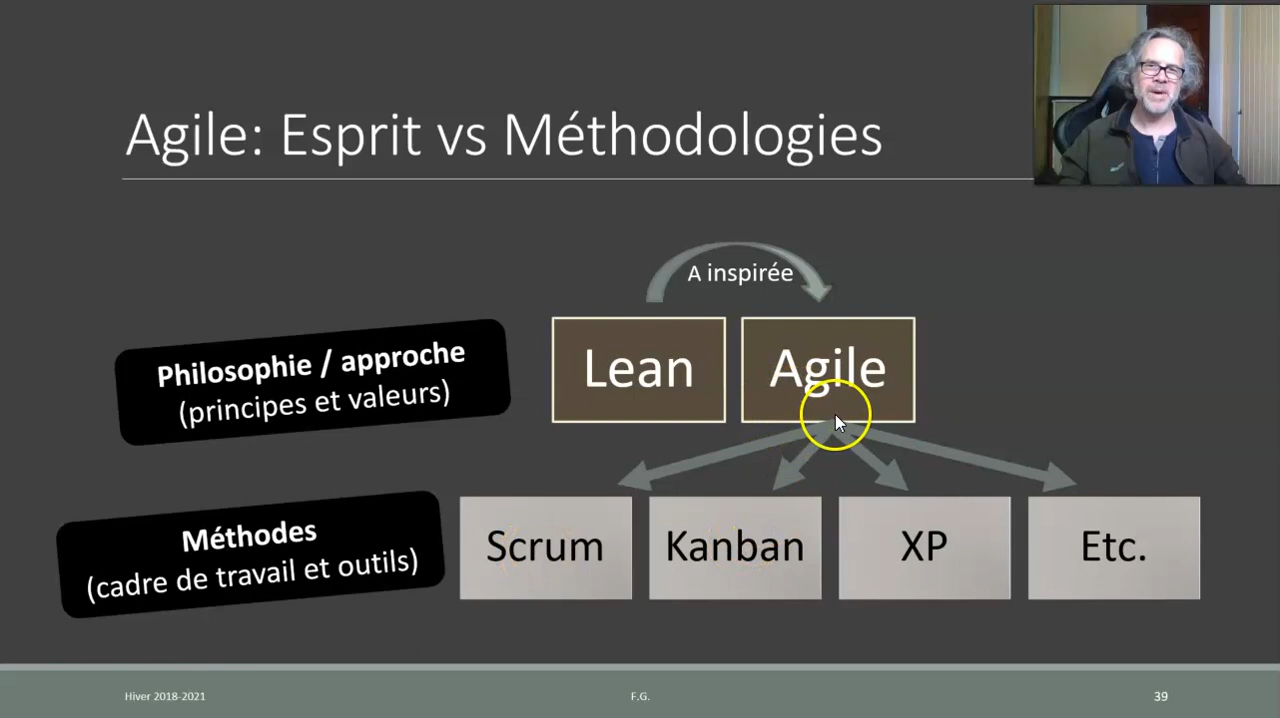 Agile: Esprit vs Méthodologies
A inspirée
Philosophie / approche
(principes et valeurs)
Lean
Agile
Méthodes
(cadre de travail et outils)
Scrum
Kanban
XP
Etc.
Hiver 2018-2021
F.G.
39